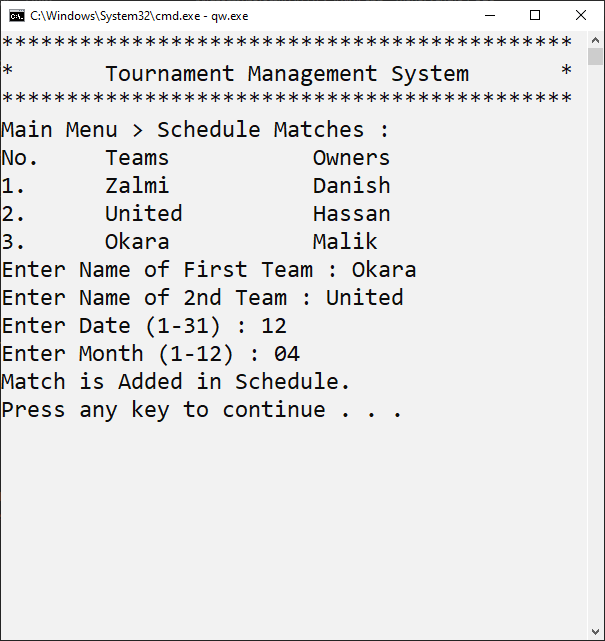 C:\Windows\System32\cmd.exe - qw.exe
********************************************
*       Tournament Management System       *
********************************************
Main Menu > Schedule Matches :
No.     Teams           Owners
1.      Zalmi           Danish
2.      United          Hassan
3.      Okara           Malik
Enter Name of First Team : Okara
Enter Name of 2nd Team : United
Enter Date (1-31) : 12
Enter Month (1-12) : 04
Match is Added in Schedule.
Press any key to continue . . .